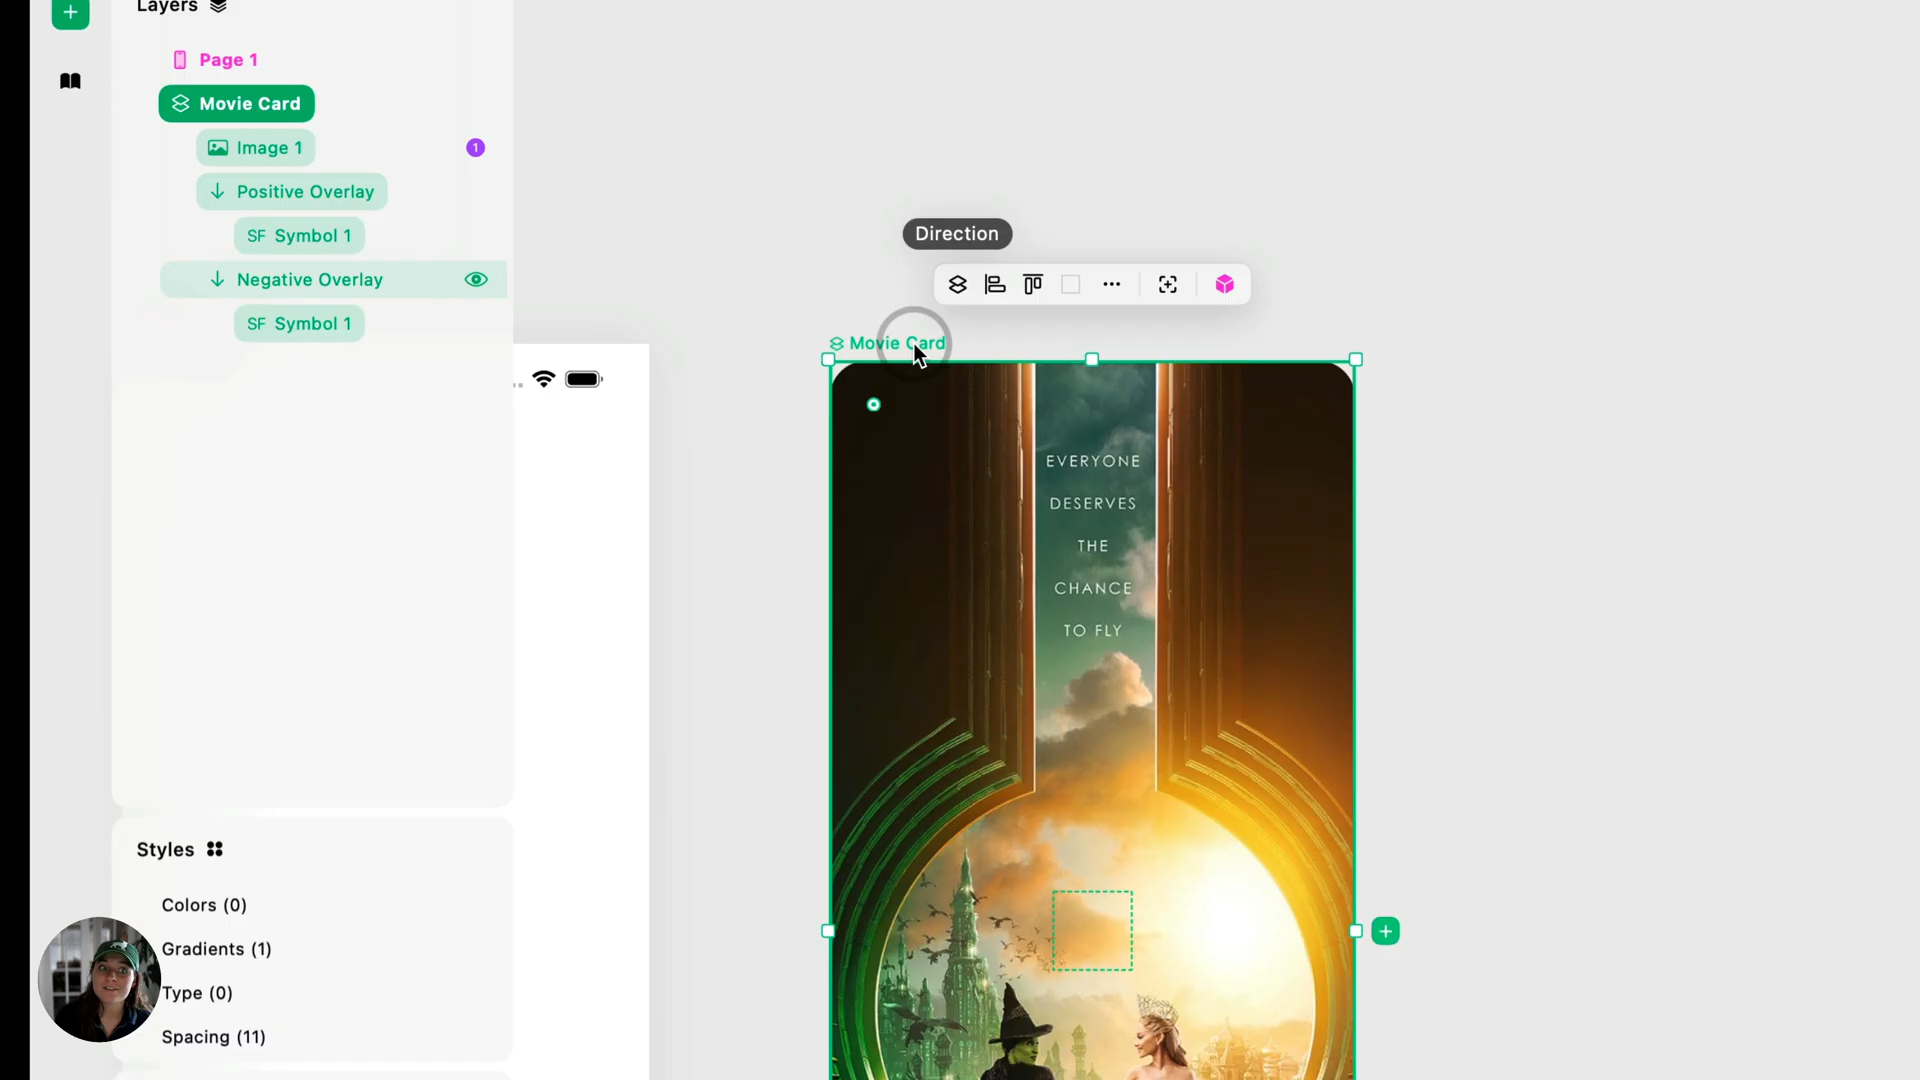 Layers
Page 1
Movie Card
Image 1
1
Positive Overlay
SF Symbol 1
Negative Overlay
SF Symbol 1
Styles
Colors (0)
Gradients (1)
Type (0)
Spacing (11)
Direction
Movie Card
EVERYONE
DESERVES
THE
CHANCE
TO FLY